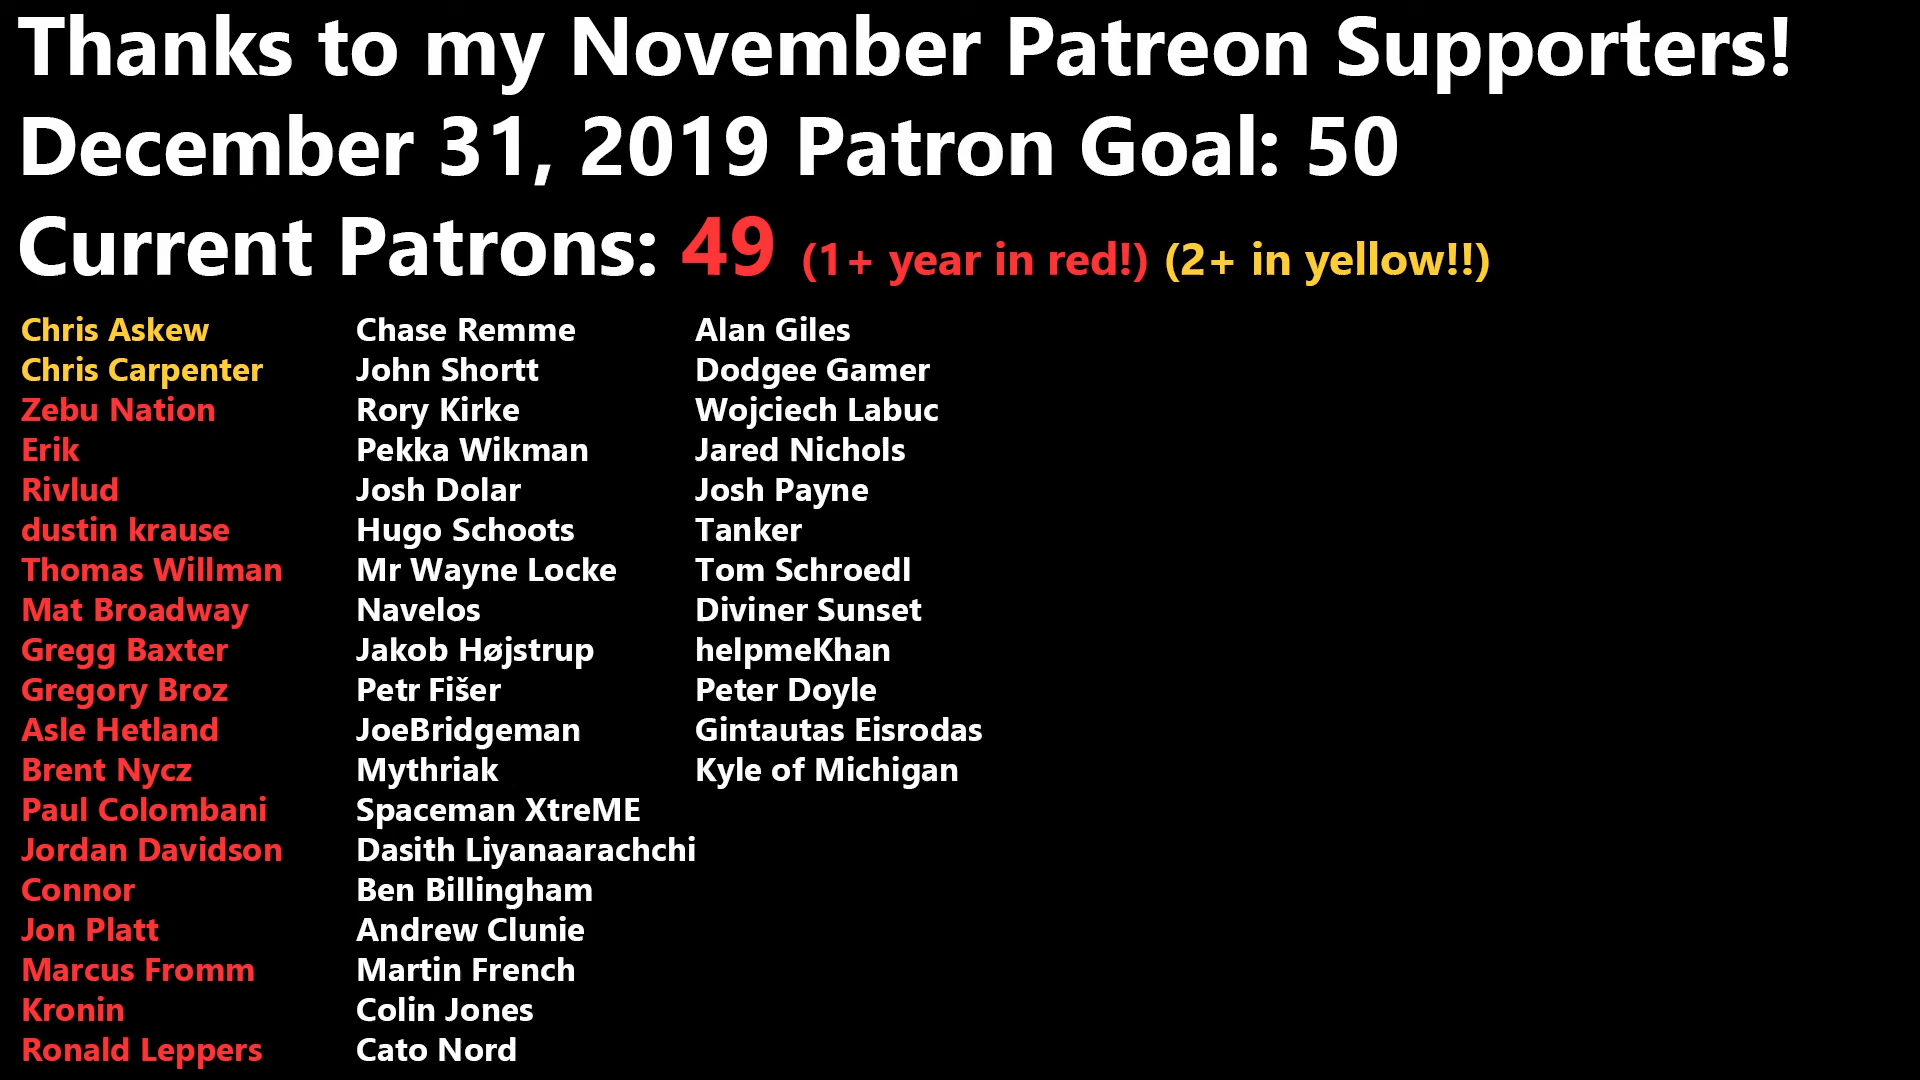 Thanks to my November Patreon Supporters!
December 31, 2019 Patron Goal: 50
Current Patrons: 49 (1+ year in red!) (2+ in yellow!!)
Chris Askew
Chris Carpenter
Zebu Nation
Erik
Rivlud
dustin krause
Thomas Willman
Mat Broadway
Gregg Baxter
Gregory Broz
Asle Hetland
Brent Nycz
Paul Colombani
Jordan Davidson
Connor
Jon Platt
Marcus Fromm
Kronin
Ronald Leppers
Chase Remme
John Shortt
Rory Kirke
Pekka Wikman
Josh Dolar
Hugo Schoots
Mr Wayne Locke
Navelos
Jakob Højstrup
Petr Fišer
JoeBridgeman
Mythriak
Spaceman XtreME
Dasith Liyanaarachchi
Ben Billingham
Andrew Clunie
Martin French
Colin Jones
Cato Nord
Alan Giles
Dodgee Gamer
Wojciech Labuc
Jared Nichols
Josh Payne
Tanker
Tom Schroedl
Diviner Sunset
helpmeKhan
Peter Doyle
Gintautas Eisrodas
Kyle of Michigan